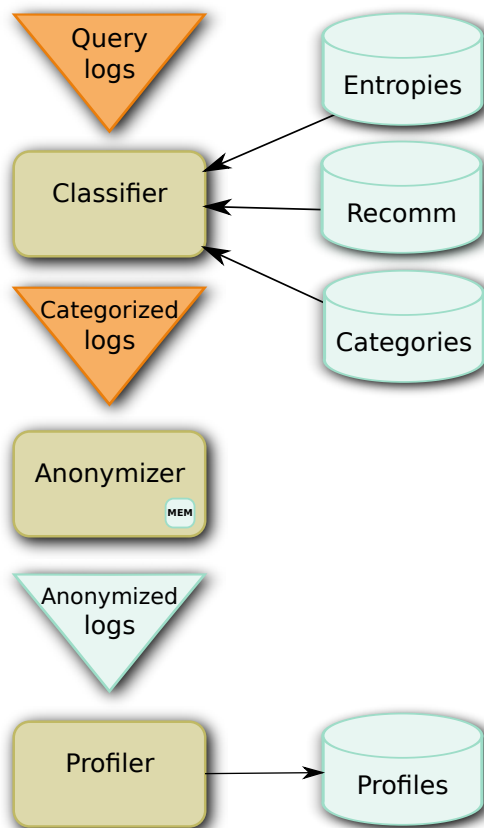 Query
logs
Entropies
Classifier
Recomm
Categorized
logs
Categories
Anonymizer
MEM
Anonymized
logs
Profiler
Profiles